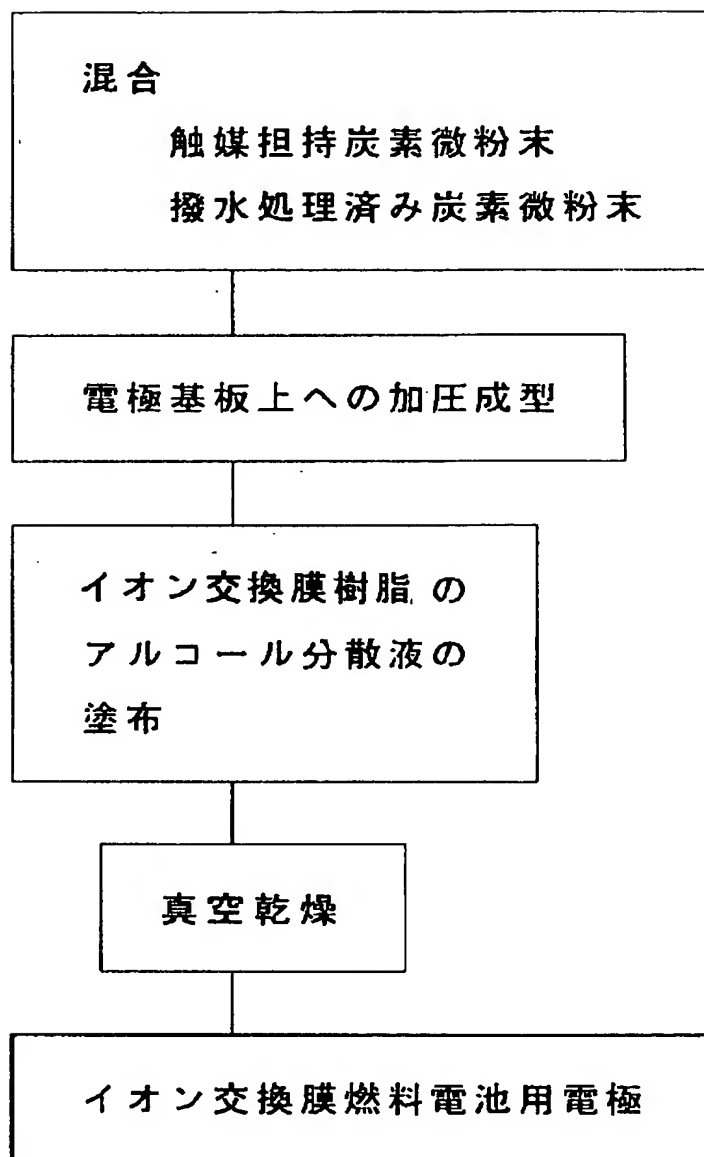 混合
触媒担持炭素微粉末
撥水処理済み炭素微粉末
電極基板上への加圧成型
イオン交換膜樹脂の
アルコール分散液の
塗布
真空乾燥
イオン交換膜燃料電池用電極